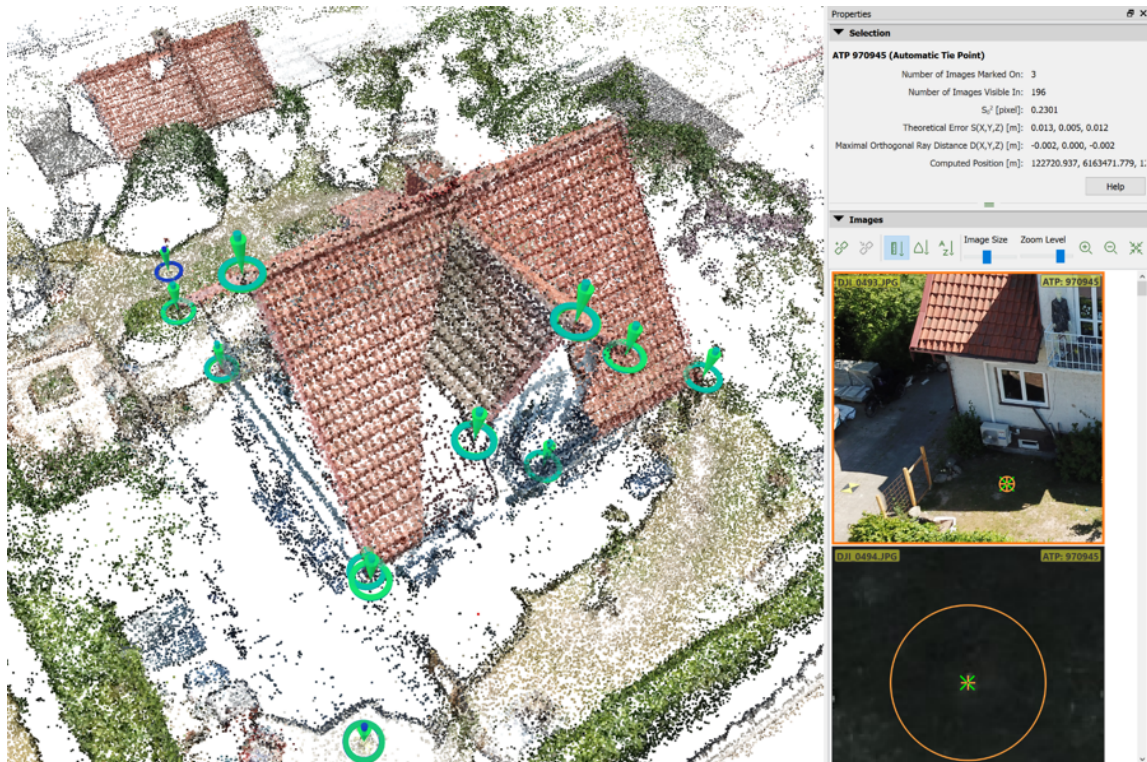 Properties
Selection
ATP 970945 (Automatic Tie Point)
Number of Images Marked On: 3
Number of Images Visible In: 196
S₀² [pixel]: 0.2301
Theoretical Error S(X,Y,Z) [m]: 0.013, 0.005, 0.012
Maximal Orthogonal Ray Distance D(X,Y,Z) [m]: -0.002, 0.000, -0.002
Computed Position [m]: 122720.937, 6163471.779, 1
Help
Images
Image Size Zoom Level
DJI_0493.JPG ATP: 970945
DJI_0494.JPG ATP: 970945